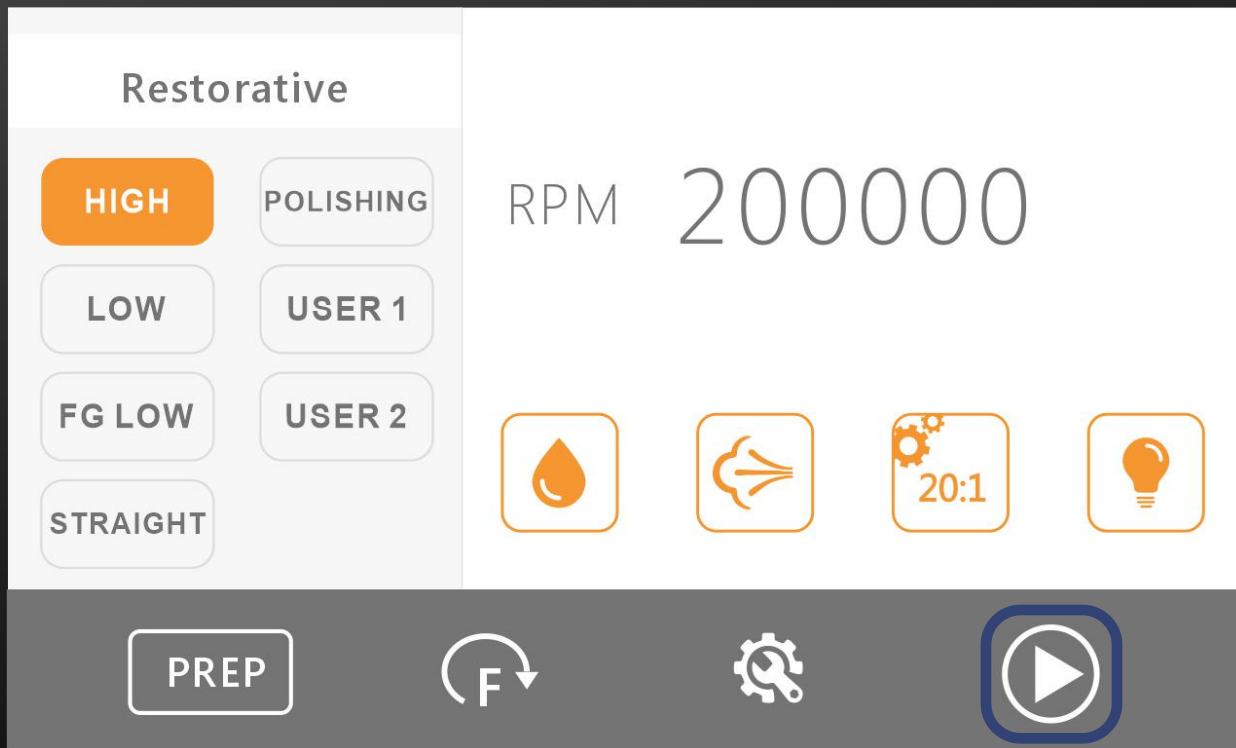 Restorative
HIGH
POLISHING
LOW
USER 1
FG LOW
USER 2
STRAIGHT
RPM 200000
20:1
PREP
F